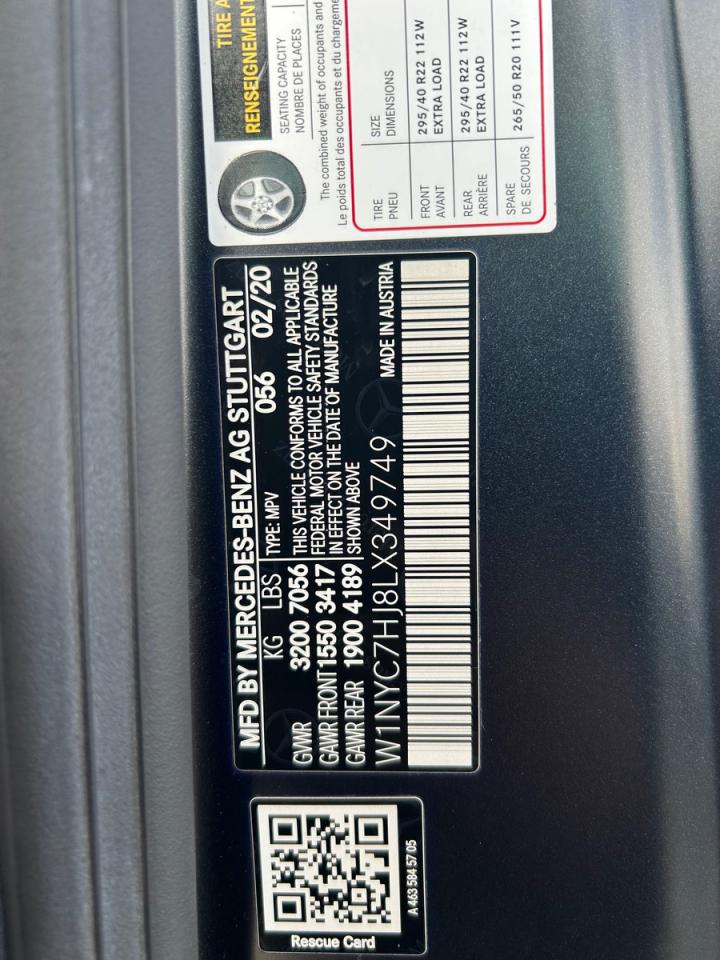 Rescue Card
A 463 584 57 05
MFD BY MERCEDES-BENZ AG STUTTGART
KG LBS TYPE: MPV 056 02/20
GWWR 3200 7056 THIS VEHICLE CONFORMS TO ALL APPLICABLE
GAWR FRONT 1550 3417 FEDERAL MOTOR VEHICLE SAFETY STANDARDS
GAWR REAR 1900 4189 IN EFFECT ON THE DATE OF MANUFACTURE
SHOWN ABOVE
W1NYC7HJ8LX349749 MADE IN AUSTRIA
TIRE A
RENSEIGNEMENT
SEATING CAPACITY
NOMBRE DE PLACES
The combined weight of occupants and
Le poids total des occupants et du chargeme
TIRE SIZE
PNEU DIMENSIONS
FRONT 295/40 R22 112W
AVANT EXTRA LOAD
REAR 295/40 R22 112W
ARRIÈRE EXTRA LOAD
SPARE 265/50 R20 111V
DE SECOURS